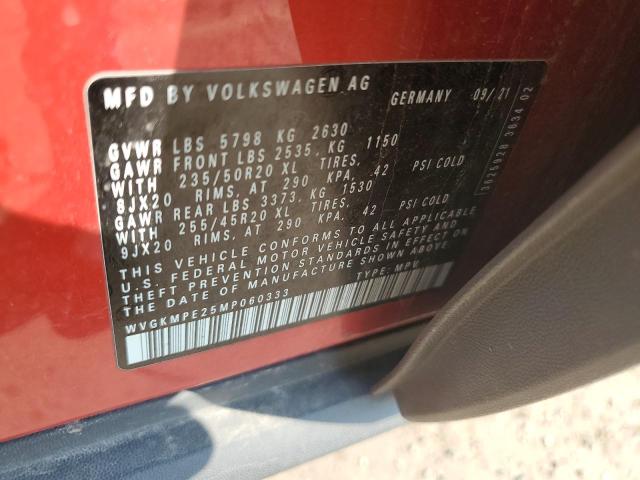 MFD BY VOLKSWAGEN AG GERMANY 09/21
GVWR LBS 5798 KG 2630
GAWR FRONT LBS 2535, KG 1150
WITH 235/50R20 XL TIRES,
8JX20 RIMS, AT 290 KPA, 42 PSI COLD
GAWR REAR LBS 3373, KG 1530
WITH 255/45R20 XL TIRES,
9JX20 RIMS, AT 290 KPA, 42 PSI COLD
THIS VEHICLE CONFORMS TO ALL APPLICABLE
U.S. FEDERAL MOTOR VEHICLE SAFETY AND
THEFT PREVENTION STANDARDS IN EFFECT ON
THE DATE OF MANUFACTURE SHOWN ABOVE.
WVGKMPE25MP060333 TYPE: MPV
3634 02